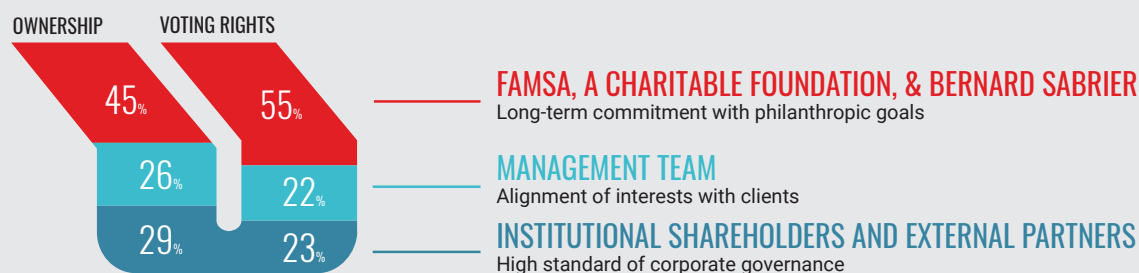 OWNERSHIP VOTING RIGHTS
45% 55%
FAMSA, A CHARITABLE FOUNDATION, & BERNARD SABRIER
Long-term commitment with philanthropic goals
26% 22%
MANAGEMENT TEAM
Alignment of interests with clients
29% 23%
INSTITUTIONAL SHAREHOLDERS AND EXTERNAL PARTNERS
High standard of corporate governance